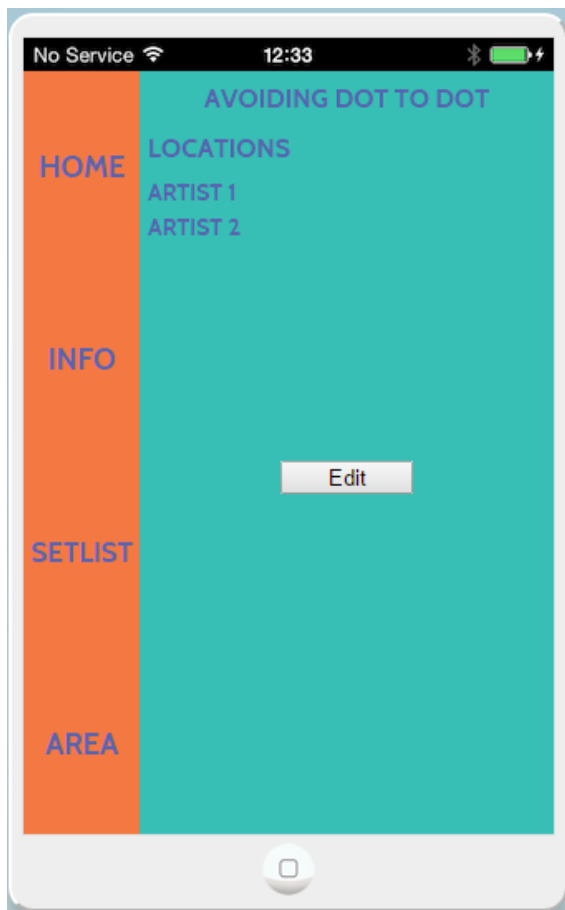 No Service 12:33
AVOIDING DOT TO DOT
HOME
INFO
SETLIST
AREA
LOCATIONS
ARTIST 1
ARTIST 2
Edit